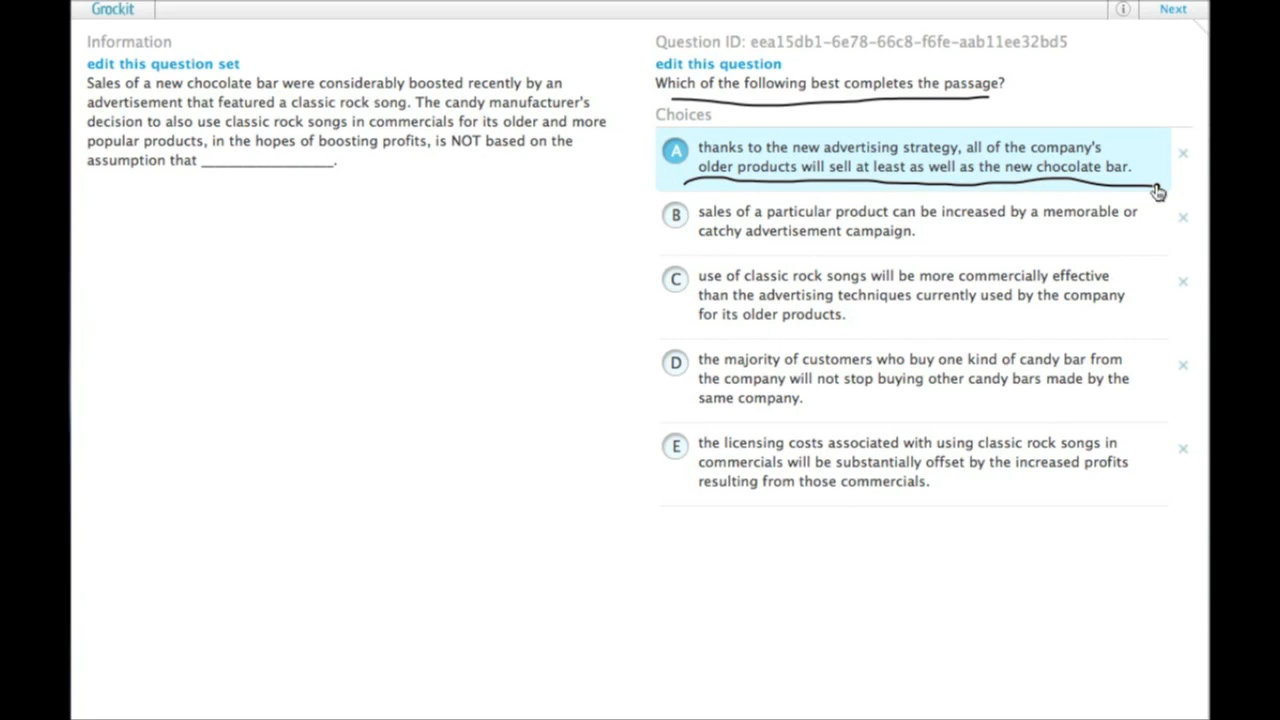 Grockit
i
Next
Information
edit this question set
Sales of a new chocolate bar were considerably boosted recently by an
advertisement that featured a classic rock song. The candy manufacturer's
decision to also use classic rock songs in commercials for its older and more
popular products, in the hopes of boosting profits, is NOT based on the
assumption that __________________.
Question ID: eea15db1-6e78-66c8-f6fe-aab11ee32bd5
edit this question
Which of the following best completes the passage?
Choices
A thanks to the new advertising strategy, all of the company's
older products will sell at least as well as the new chocolate bar.
B sales of a particular product can be increased by a memorable or
catchy advertisement campaign.
C use of classic rock songs will be more commercially effective
than the advertising techniques currently used by the company
for its older products.
D the majority of customers who buy one kind of candy bar from
the company will not stop buying other candy bars made by the
same company.
E the licensing costs associated with using classic rock songs in
commercials will be substantially offset by the increased profits
resulting from those commercials.